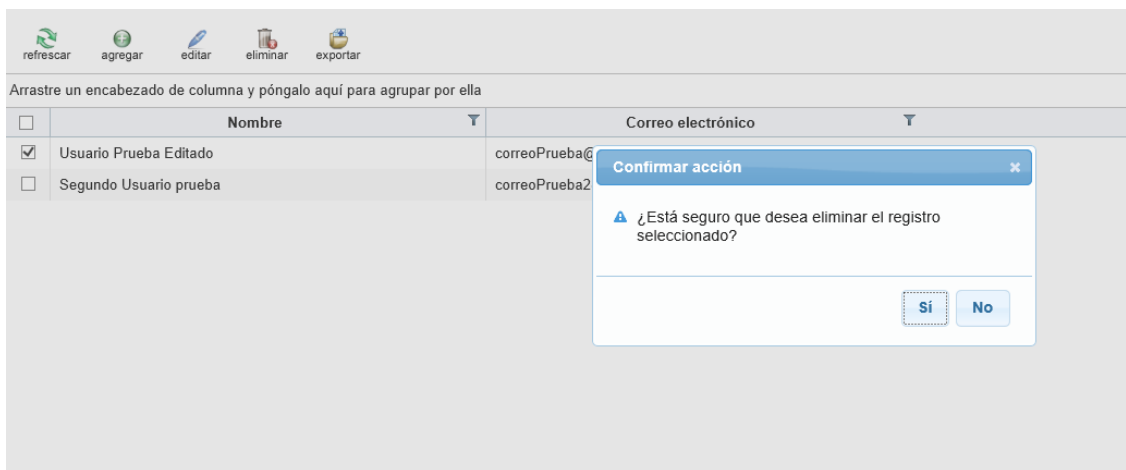 refrescar agregar editar eliminar exportar
Arrastre un encabezado de columna y póngalo aquí para agrupar por ella
Nombre Correo electrónico
Usuario Prueba Editado correoPrueba@
Segundo Usuario prueba correoPrueba2
Confirmar acción
¿Está seguro que desea eliminar el registro
seleccionado?
Sí No